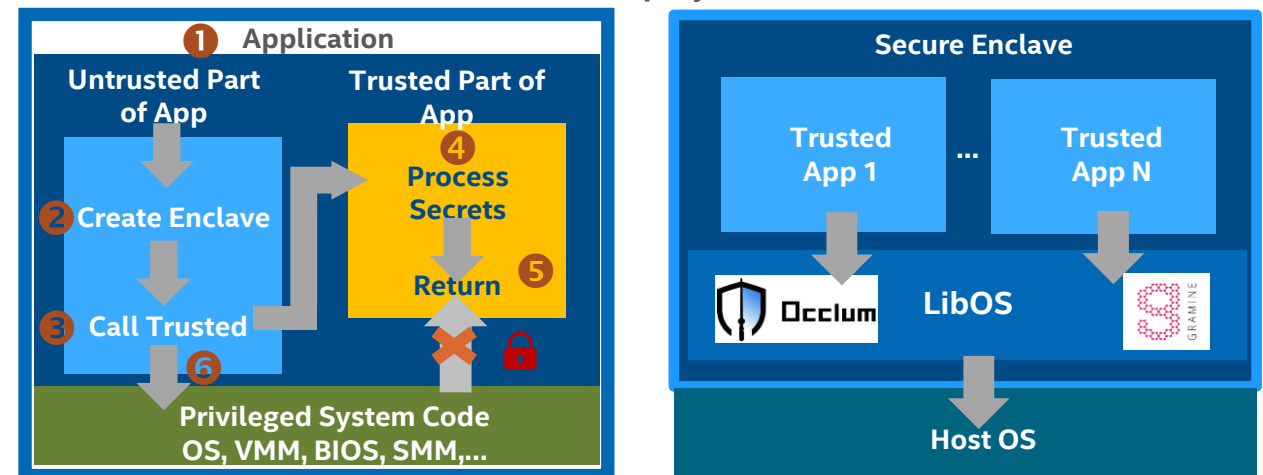 1 Application
Untrusted Part
of App
Trusted Part of
App
2 Create Enclave
3 Call Trusted
4
Process
Secrets
Return 5
6
Privileged System Code
OS, VMM, BIOS, SMM,...
Secure Enclave
Trusted
App 1
...
Trusted
App N
Occlum
LibOS
GRAMINE
Host OS